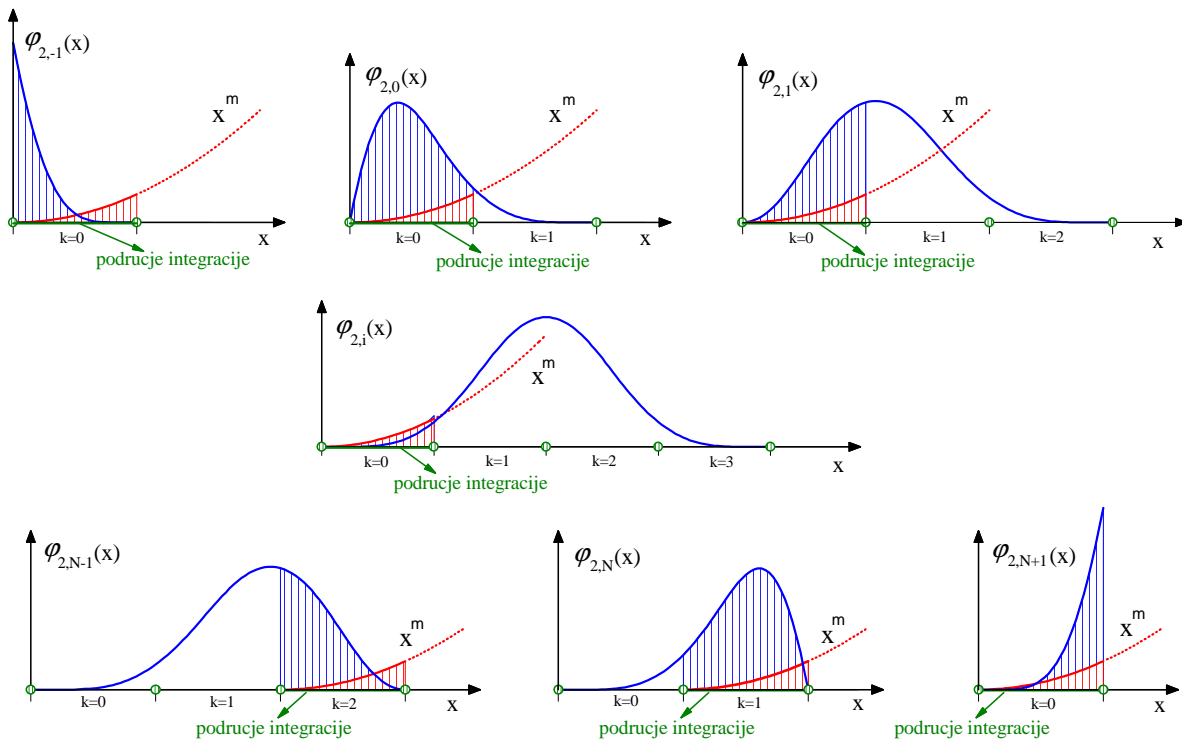 φ2,-1(x)
x^m
k=0
x
podrucje integracije
φ2,0(x)
x^m
k=0
k=1
x
podrucje integracije
φ2,1(x)
x^m
k=0
k=1
k=2
x
podrucje integracije
φ2,i(x)
x^m
k=0
k=1
k=2
k=3
x
podrucje integracije
φ2,N-1(x)
x^m
k=0
k=1
k=2
x
podrucje integracije
φ2,N(x)
x^m
k=0
k=1
x
podrucje integracije
φ2,N+1(x)
x^m
k=0
x
podrucje integracije